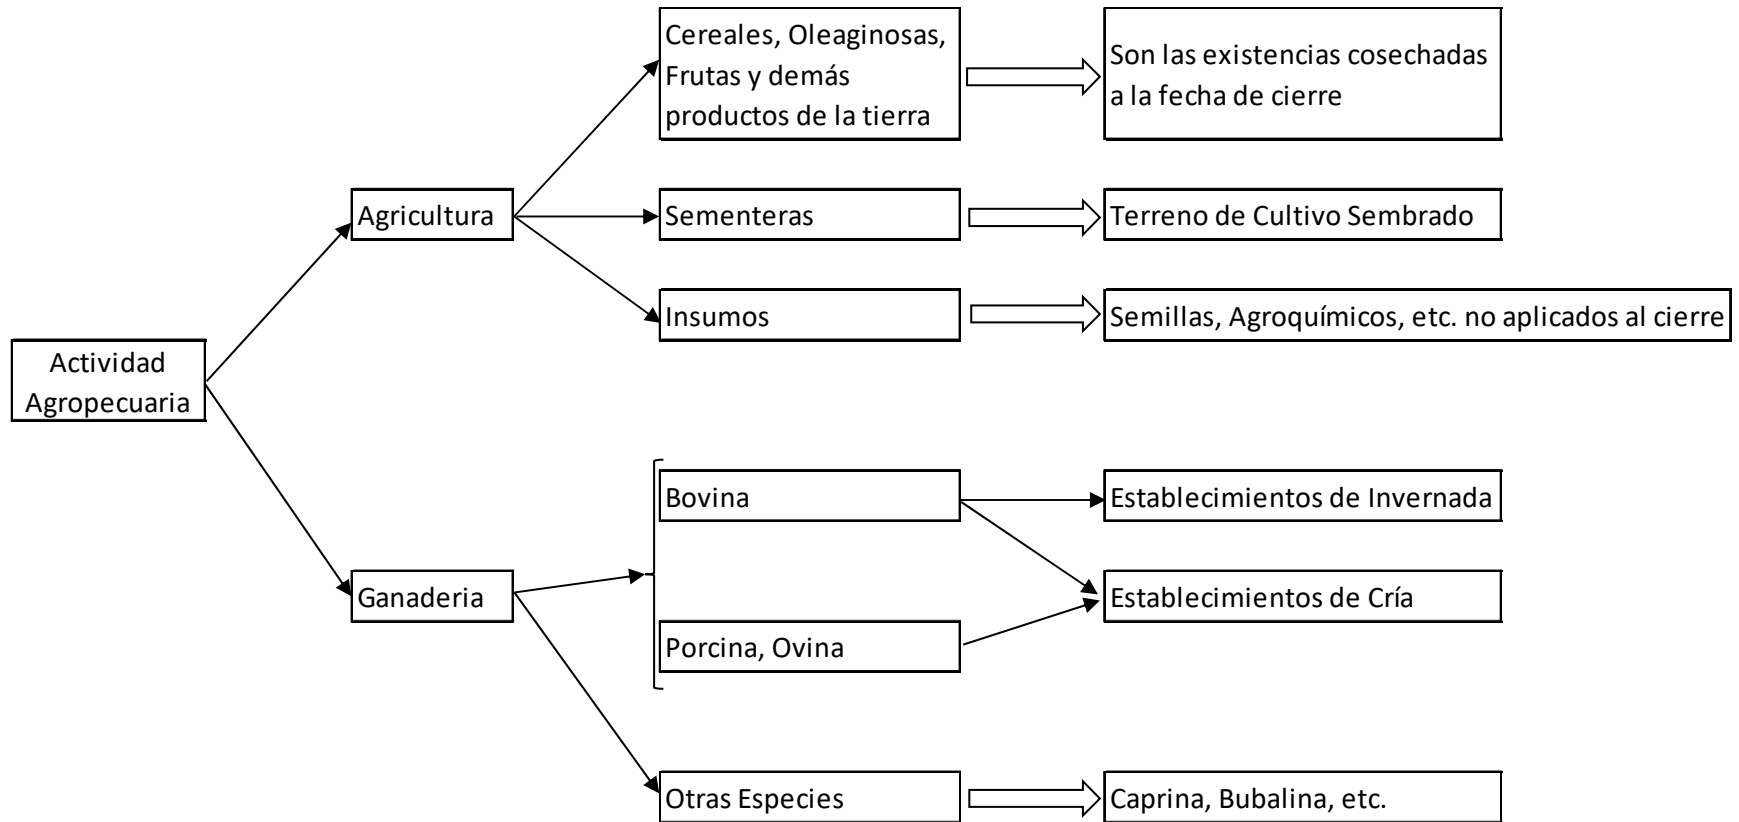 Cereales, Oleaginosas,
Frutas y demás
productos de la tierra
Son las existencias cosechadas
a la fecha de cierre
Agricultura
Sementeras
Terreno de Cultivo Sembrado
Insumos
Semillas, Agroquímicos, etc. no aplicados al cierre
Actividad
Agropecuaria
Bovina
Establecimientos de Invernada
Ganaderia
Establecimientos de Cría
Porcina, Ovina
Otras Especies
Caprina, Bubalina, etc.